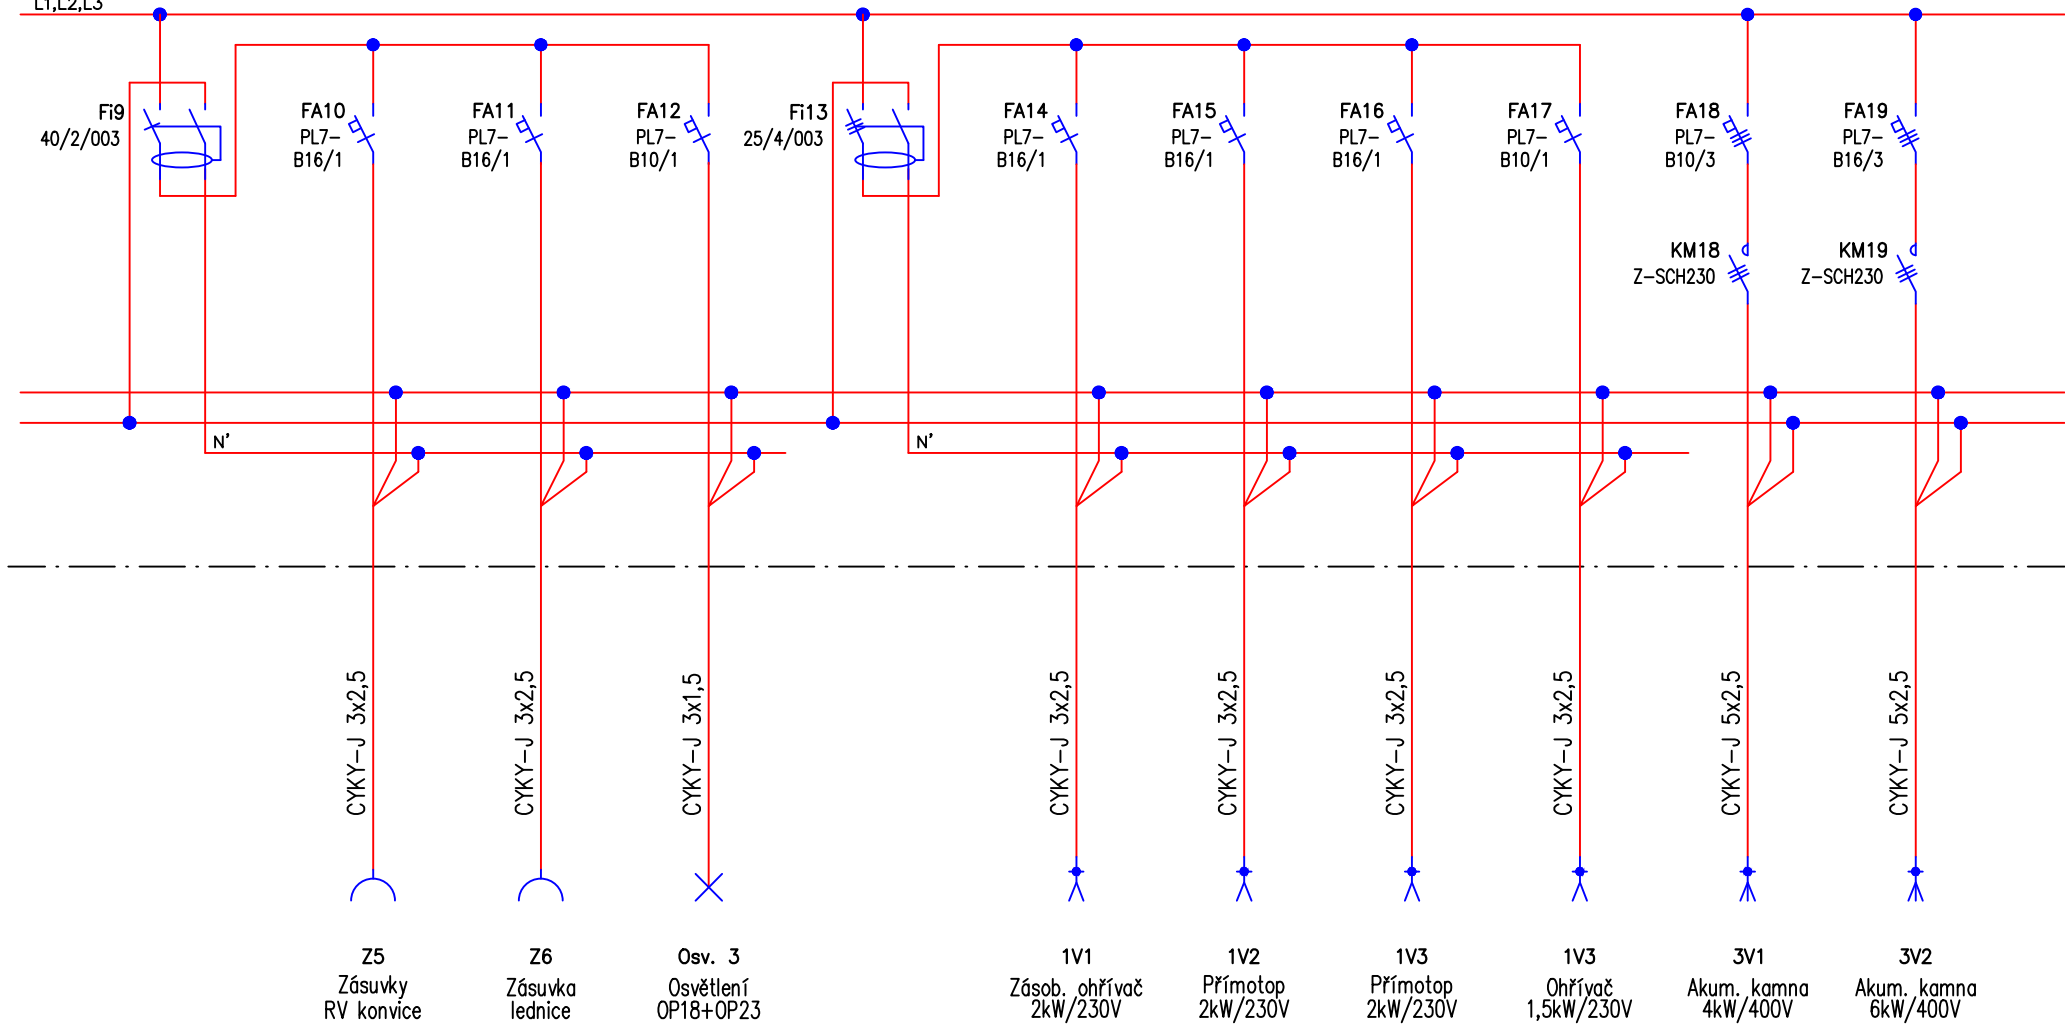 L1,L2,L3
Fi9
40/2/003
FA10
PL7-
B16/1
FA11
PL7-
B16/1
FA12
PL7-
B10/1
Fi13
25/4/003
FA14
PL7-
B16/1
FA15
PL7-
B16/1
FA16
PL7-
B16/1
FA17
PL7-
B10/1
FA18
PL7-
B10/3
FA19
PL7-
B16/3
KM18
Z-SCH230
KM19
Z-SCH230
N'
N'
CYKY-J 3x2,5
CYKY-J 3x2,5
CYKY-J 3x1,5
CYKY-J 3x2,5
CYKY-J 3x2,5
CYKY-J 3x2,5
CYKY-J 3x2,5
CYKY-J 5x2,5
CYKY-J 5x2,5
Z5
Zásuvky
RV konvice
Z6
Zásuvka
lednice
Osv. 3
Osvětlení
OP18+OP23
1V1
Zásob. ohřívač
2kW/230V
1V2
Přímotop
2kW/230V
1V3
Přímotop
2kW/230V
1V3
Ohřívač
1,5kW/230V
3V1
Akum. kamna
4kW/400V
3V2
Akum. kamna
6kW/400V